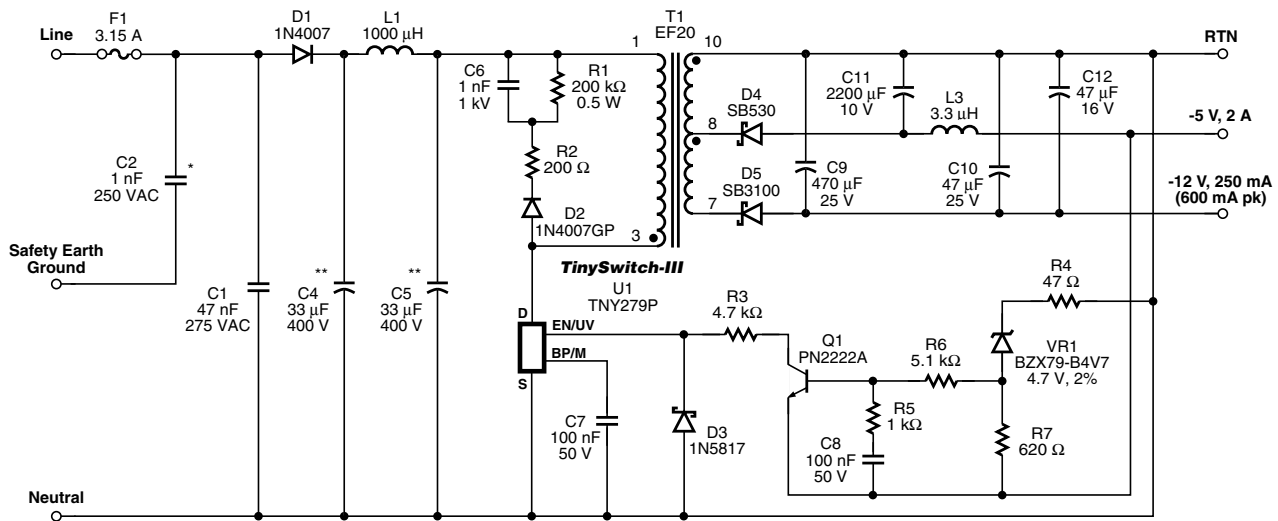 Line
F1
3.15 A
D1
1N4007
L1
1000 µH
C6
1 nF
1 kV
R1
200 kΩ
0.5 W
T1
EF20
1
10
RTN
C11
2200 µF
10 V
L3
3.3 µH
C12
47 µF
16 V
D4
SB530
8
-5 V, 2 A
C2
1 nF
250 VAC
*
R2
200 Ω
D5
SB3100
C9
470 µF
25 V
C10
47 µF
25 V
7
-12 V, 250 mA
(600 mA pk)
D2
1N4007GP
3
Safety Earth
Ground
TinySwitch-III
U1
TNY279P
C1
47 nF
275 VAC
**
C4
33 µF
400 V
**
C5
33 µF
400 V
D
S
EN/UV
BP/M
R3
4.7 kΩ
R4
47 Ω
Q1
PN2222A
R6
5.1 kΩ
VR1
BZX79-B4V7
4.7 V, 2%
C7
100 nF
50 V
D3
1N5817
R5
1 kΩ
C8
100 nF
50 V
R7
620 Ω
Neutral